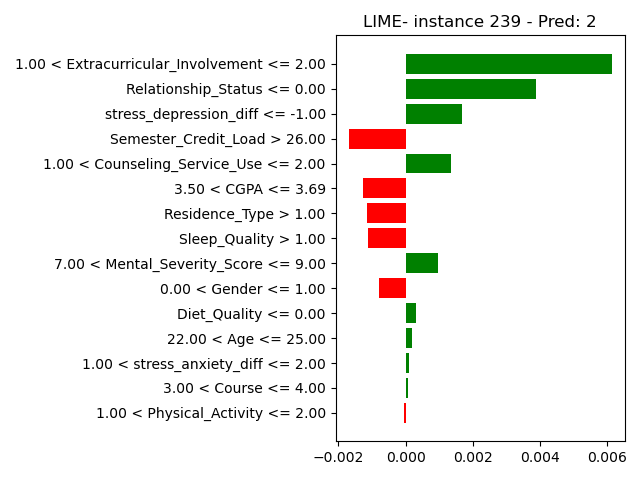 LIME- instance 239 - Pred: 2
1.00 < Extracurricular_Involvement <= 2.00
Relationship_Status <= 0.00
stress_depression_diff <= -1.00
Semester_Credit_Load > 26.00
1.00 < Counseling_Service_Use <= 2.00
3.50 < CGPA <= 3.69
Residence_Type > 1.00
Sleep_Quality > 1.00
7.00 < Mental_Severity_Score <= 9.00
0.00 < Gender <= 1.00
Diet_Quality <= 0.00
22.00 < Age <= 25.00
1.00 < stress_anxiety_diff <= 2.00
3.00 < Course <= 4.00
1.00 < Physical_Activity <= 2.00
−0.002 0.000 0.002 0.004 0.006